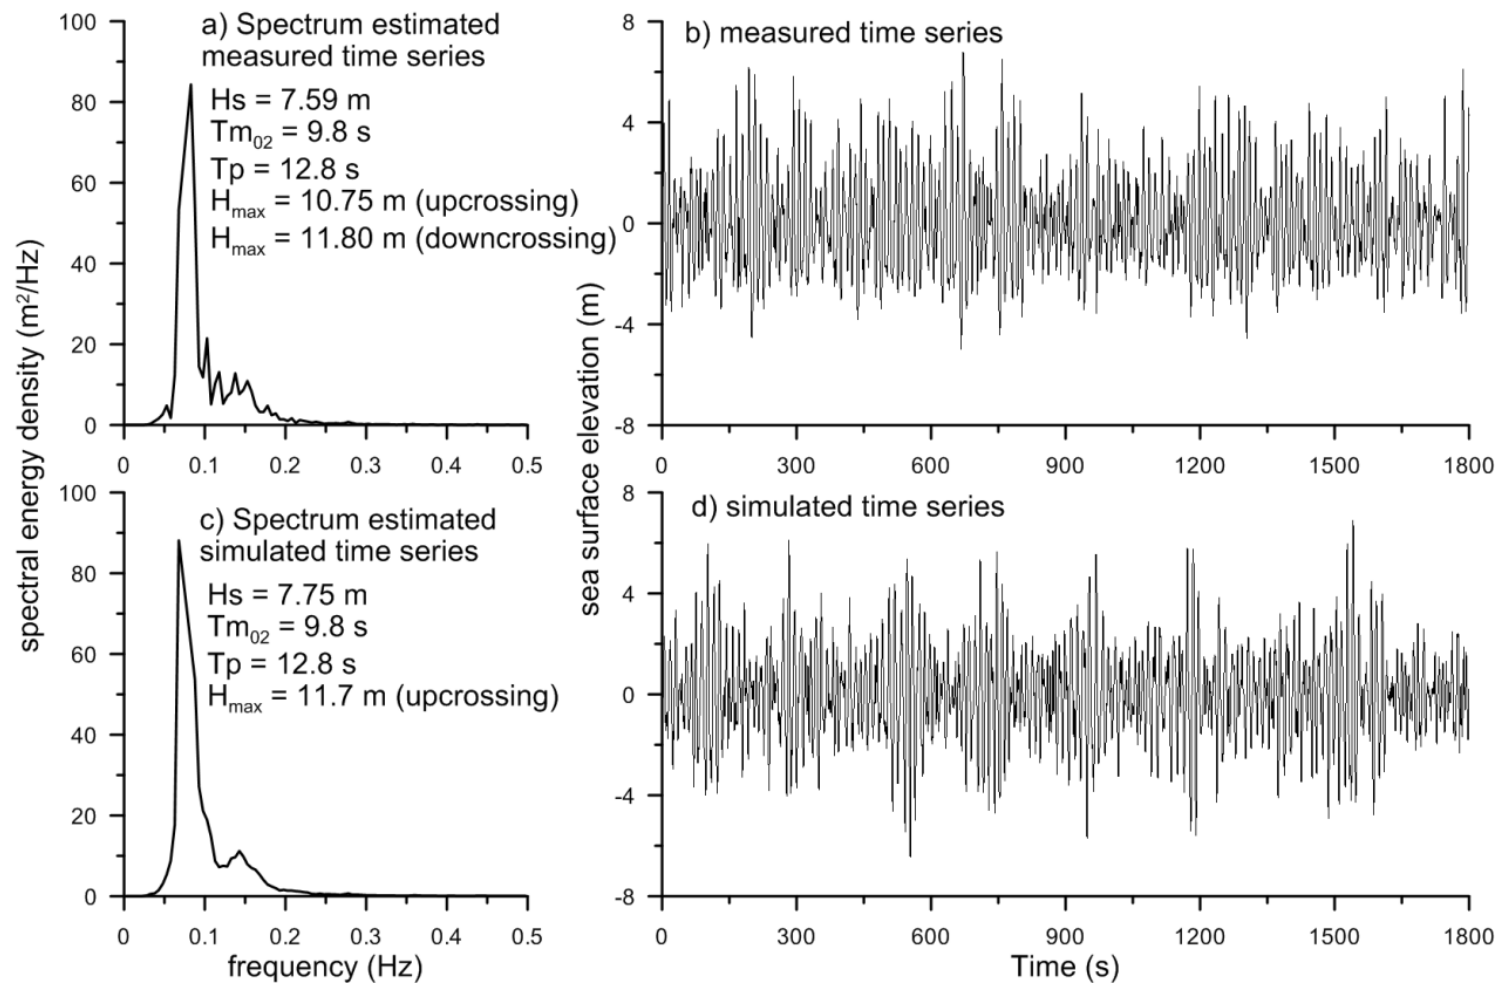 a) Spectrum estimated
measured time series
Hs = 7.59 m
Tm02 = 9.8 s
Tp = 12.8 s
Hmax = 10.75 m (upcrossing)
Hmax = 11.80 m (downcrossing)
100
80
60
40
20
0
0 0.1 0.2 0.3 0.4 0.5
b) measured time series
8
4
0
-4
-8
0 300 600 900 1200 1500 1800
spectral energy density (m²/Hz)
sea surface elevation (m)
c) Spectrum estimated
simulated time series
Hs = 7.75 m
Tm02 = 9.8 s
Tp = 12.8 s
Hmax = 11.7 m (upcrossing)
100
80
60
40
20
0
0 0.1 0.2 0.3 0.4 0.5
frequency (Hz)
d) simulated time series
8
4
0
-4
-8
0 300 600 900 1200 1500 1800
Time (s)